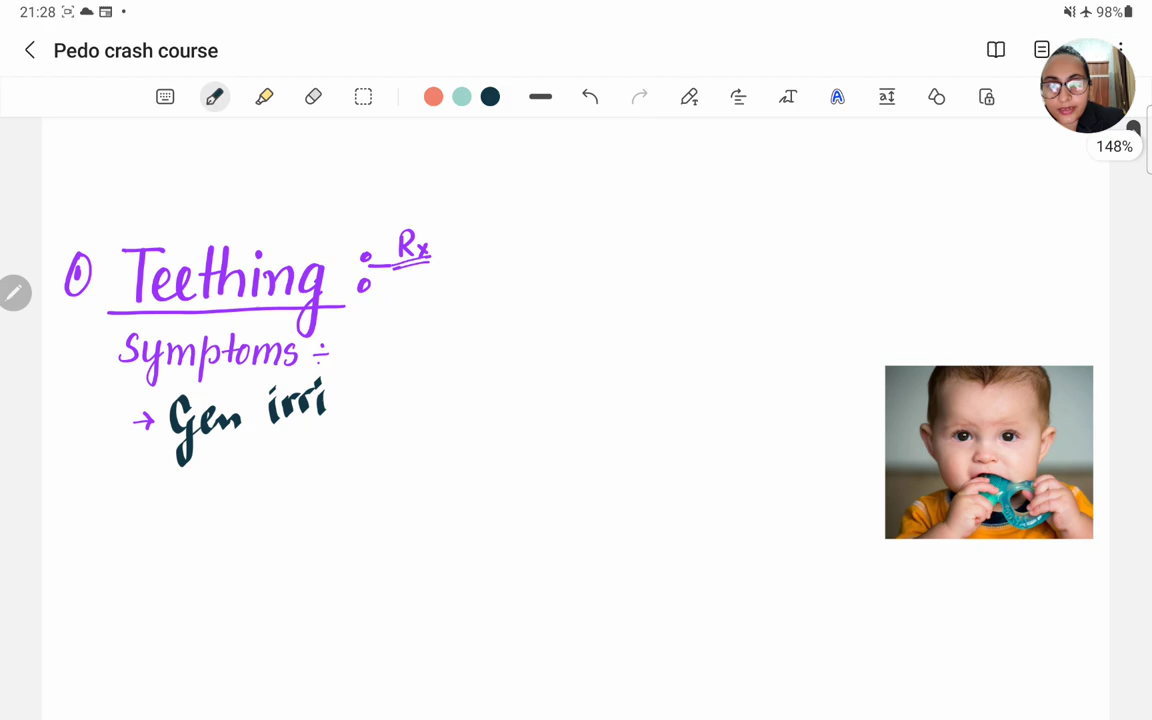 21:28 98%
Pedo crash course
148%
Rx
① Teething :-
Symptoms ÷
→ Gen irri